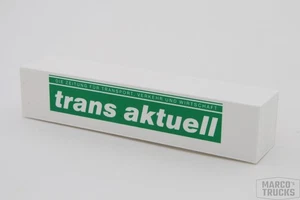 DIE ZEITUNG FÜR TRANSPORT, VERKEHR UND WIRTSCHAFT
trans aktuell
MARCO'S
TRUCKS